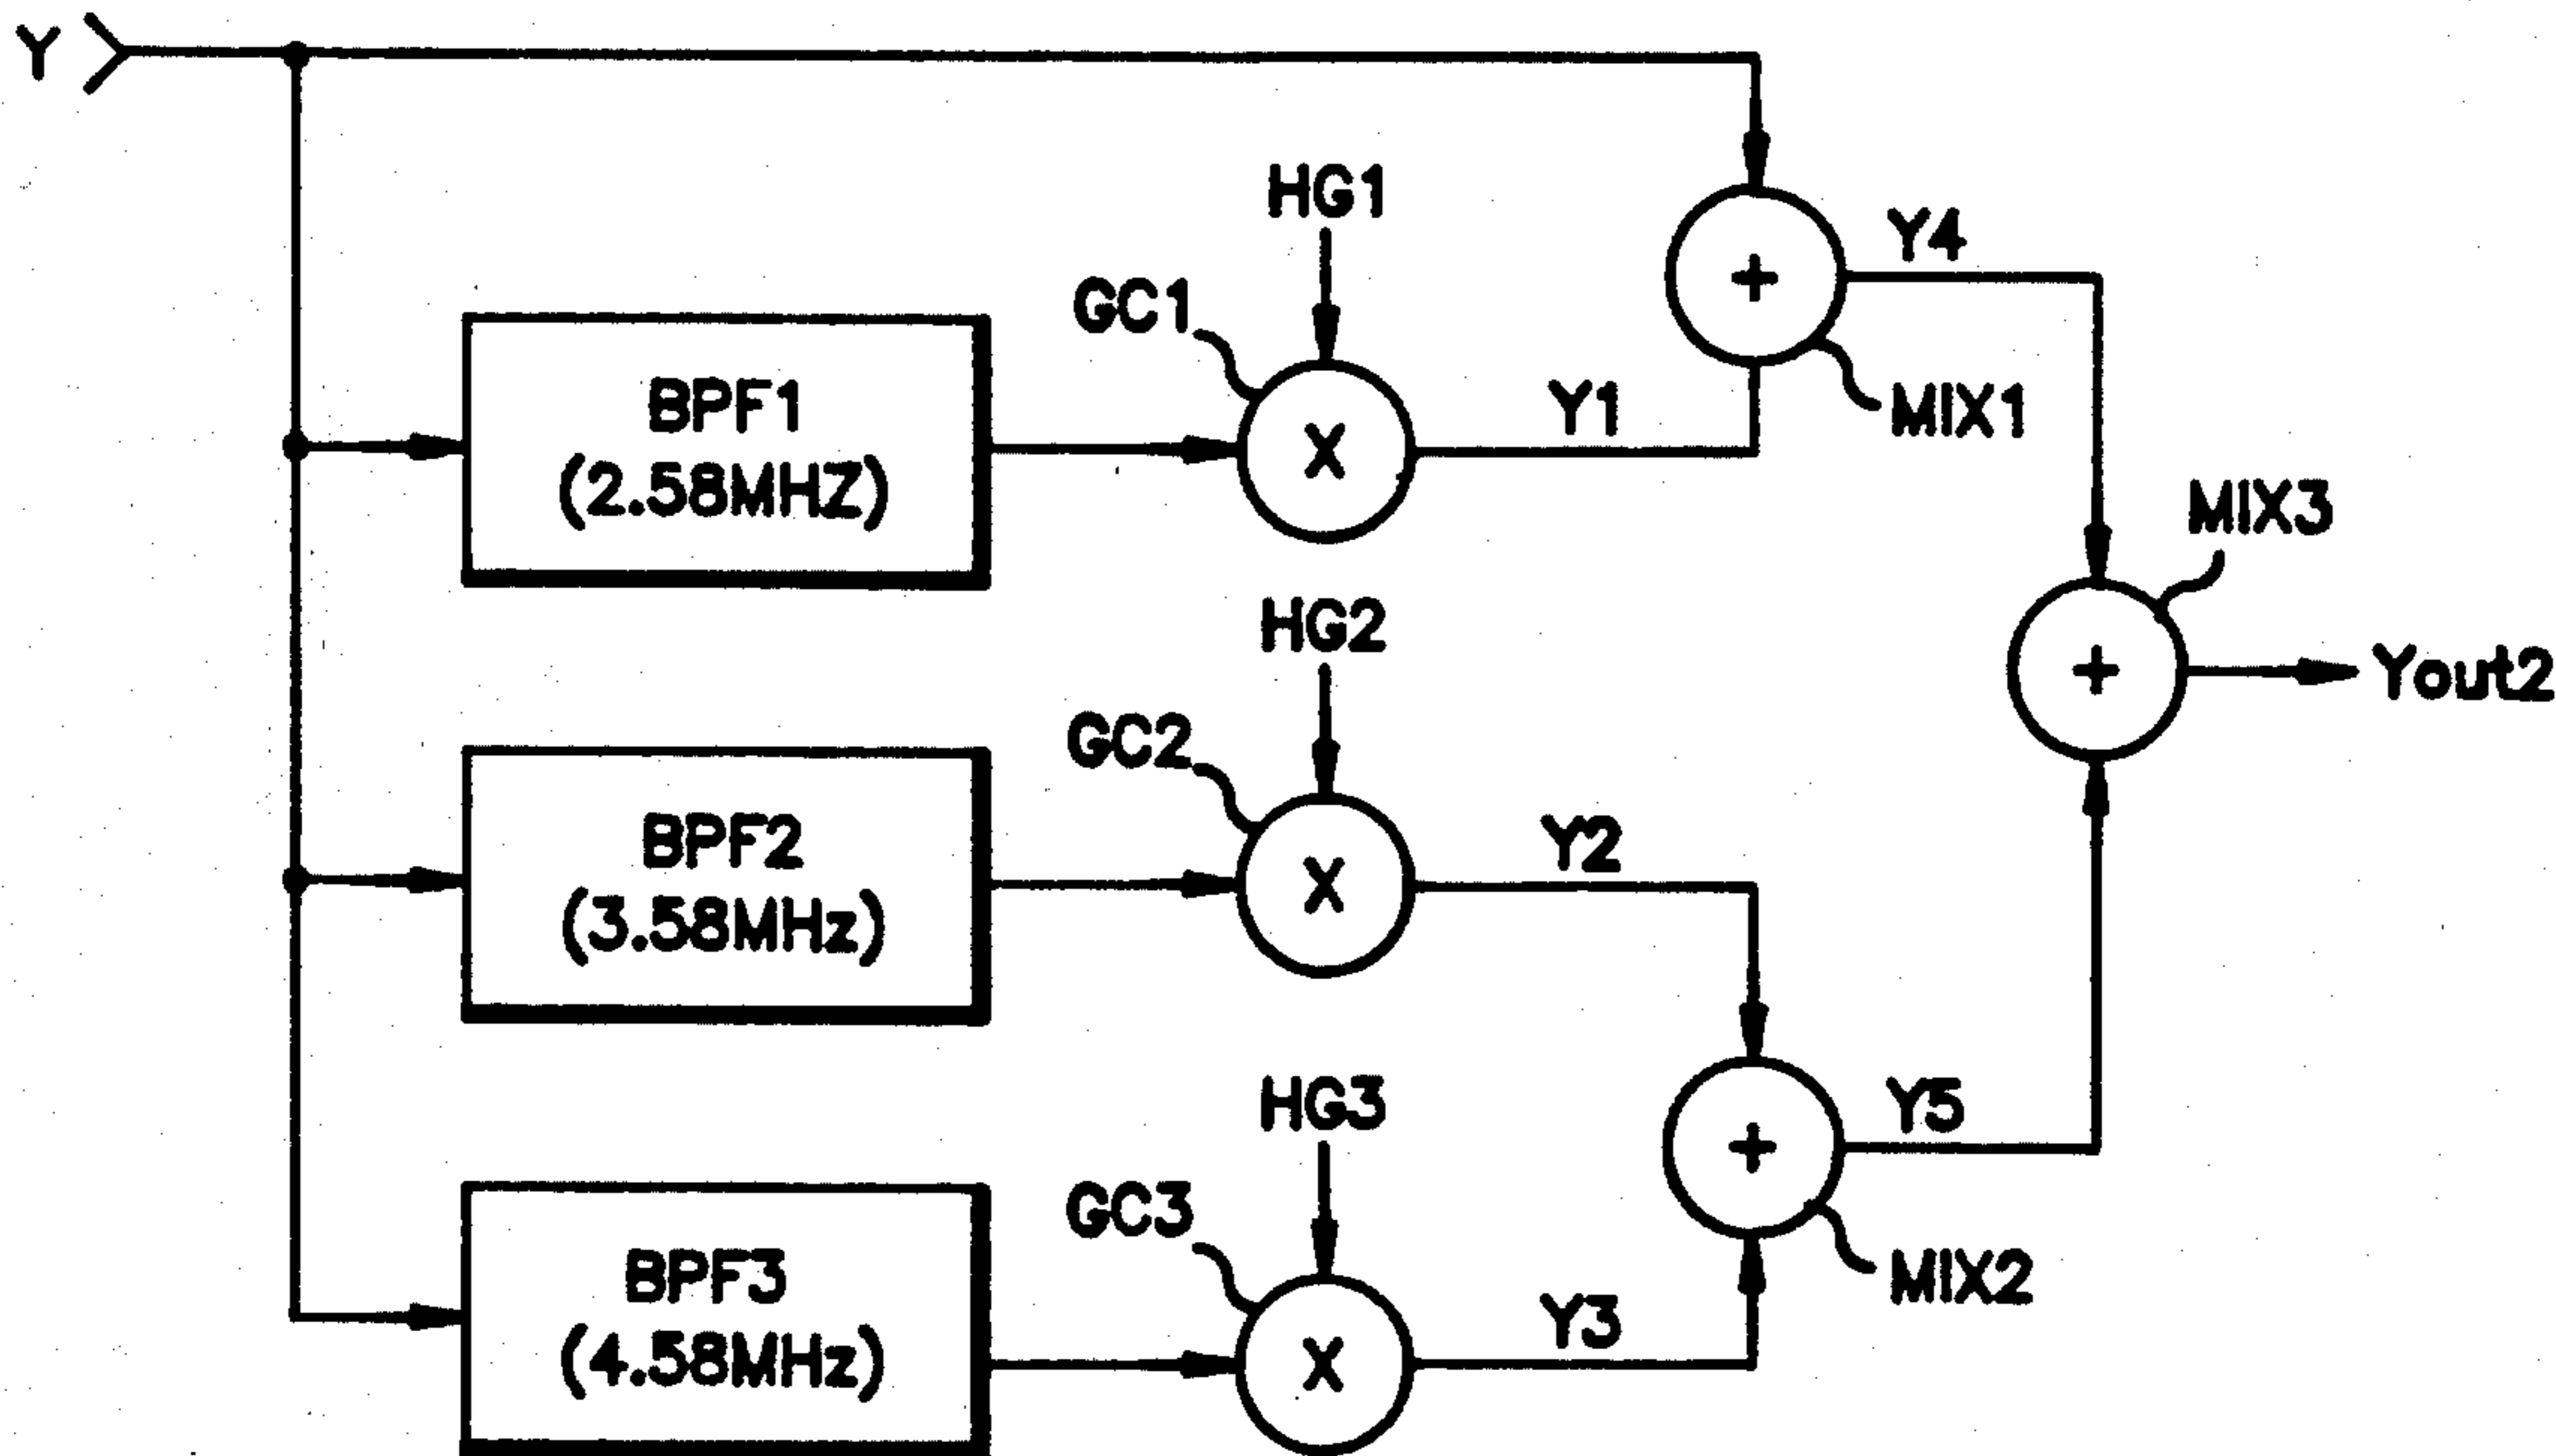 Y
HG1
GC1
Y4
BPF1
(2.58MHZ)
X
Y1
+
MIX1
MIX3
HG2
GC2
+
Yout2
BPF2
(3.58MHz)
X
Y2
HG3
GC3
+
Y5
MIX2
BPF3
(4.58MHz)
X
Y3